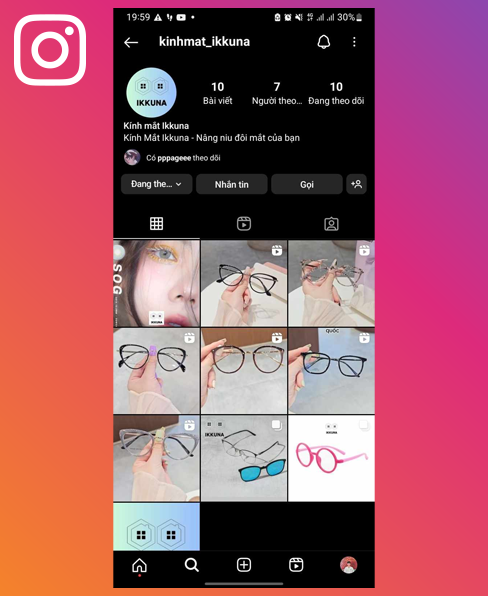 19:59
30%
kinhmat_ikkuna
IKKUNA
10
7
10
Bài viết
Người theo...
Đang theo dõi
Kính mắt Ikkuna
Kính Mắt Ikkuna - Nâng niu đôi mắt của bạn
Có pppageee theo dõi
Đang the...
Nhắn tin
Gọi
SOG
quốc
IKKUNA